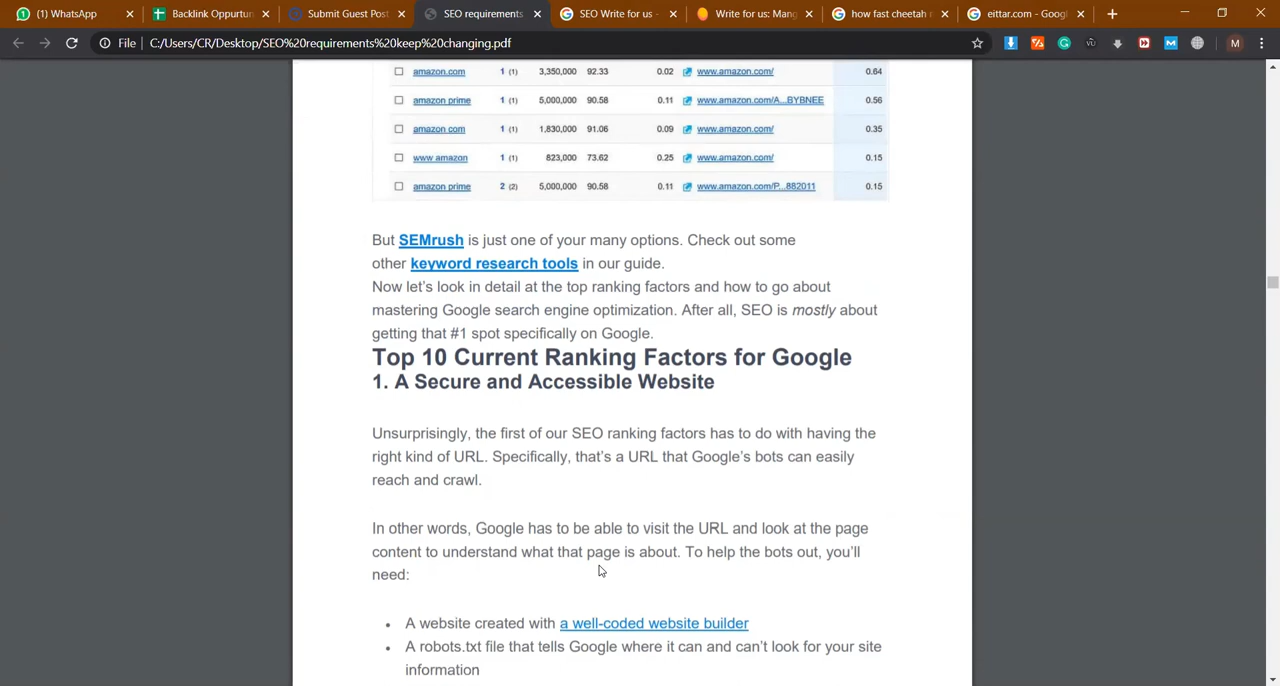 (1) WhatsApp
Backlink Oppurtun
Submit Guest Post
SEO requirements
SEO Write for us -
Write for us: Mang
how fast cheetah r
eittar.com - Googl
File C:/Users/CR/Desktop/SEO%20requirements%20keep%20changing.pdf
M
amazon.com 1 (1) 3,350,000 92.33 0.02 www.amazon.com/ 0.64
amazon prime 1 (1) 5,000,000 90.58 0.11 www.amazon.com/A...BYBNEE 0.56
amazon com 1 (1) 1,830,000 91.06 0.09 www.amazon.com/ 0.35
www amazon 1 (1) 823,000 73.62 0.25 www.amazon.com/ 0.15
amazon prime 2 (2) 5,000,000 90.58 0.11 www.amazon.com/P...882011 0.15
But SEMrush is just one of your many options. Check out some
other keyword research tools in our guide.
Now let’s look in detail at the top ranking factors and how to go about
mastering Google search engine optimization. After all, SEO is mostly about
getting that #1 spot specifically on Google.
Top 10 Current Ranking Factors for Google
1. A Secure and Accessible Website
Unsurprisingly, the first of our SEO ranking factors has to do with having the
right kind of URL. Specifically, that’s a URL that Google’s bots can easily
reach and crawl.
In other words, Google has to be able to visit the URL and look at the page
content to understand what that page is about. To help the bots out, you’ll
need:
• A website created with a well-coded website builder
• A robots.txt file that tells Google where it can and can’t look for your site
information